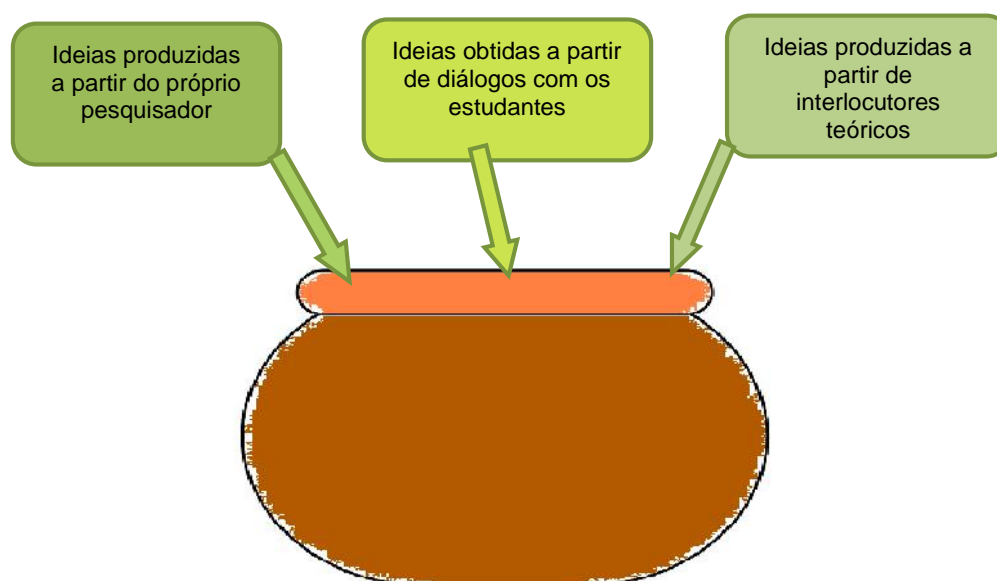 Ideias produzidas
a partir do próprio
pesquisador
Ideias obtidas a partir
de diálogos com os
estudantes
Ideias produzidas a
partir de
interlocutores
teóricos